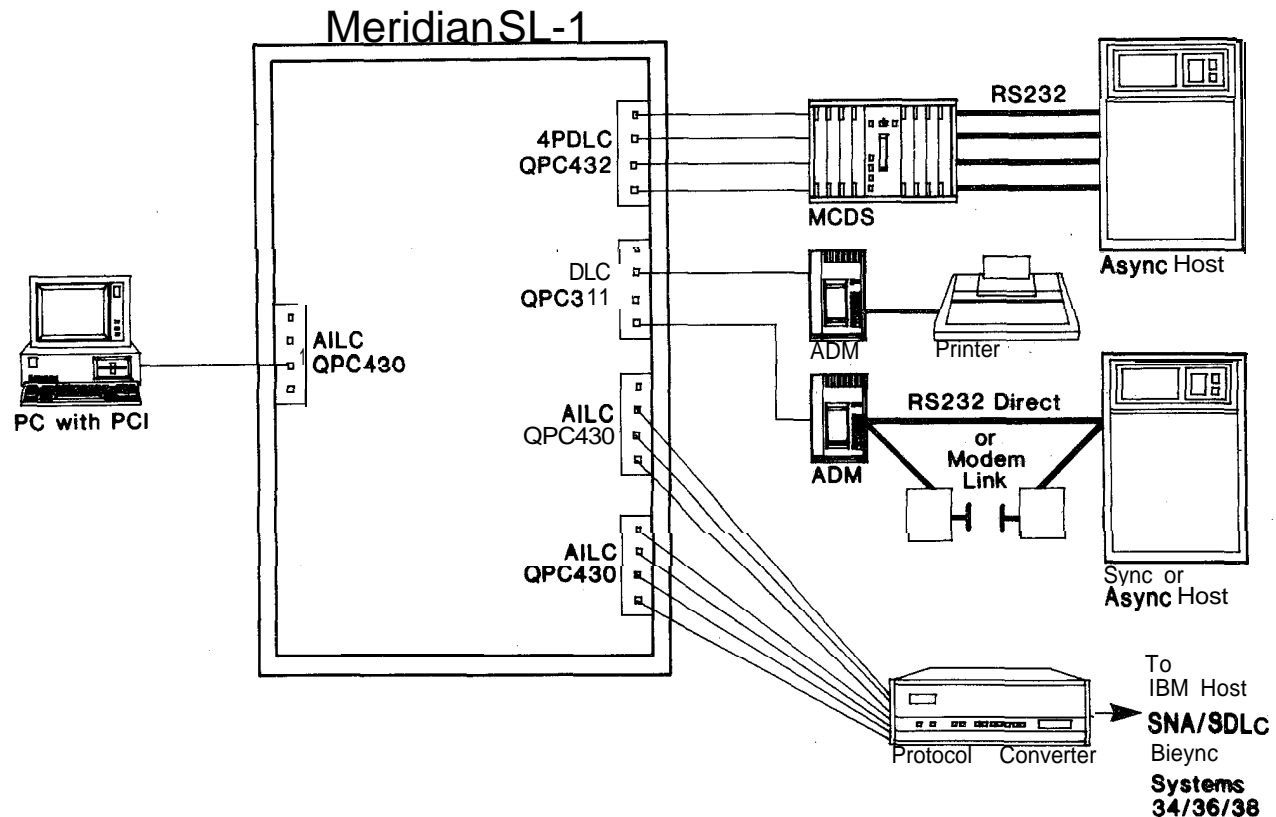 Meridian SL-1
RS232
4PDLC
QPC432
MCDS
Async Host
DLC
QPC311
ADM
Printer
AILC
QPC430
PC with PCI
AILC
QPC430
RS232 Direct
or
Modem
Link
ADM
AILC
QPC430
Sync or
Async Host
Protocol Converter
To
IBM Host
SNA/SDLC
Bieync
Systems
34/36/38